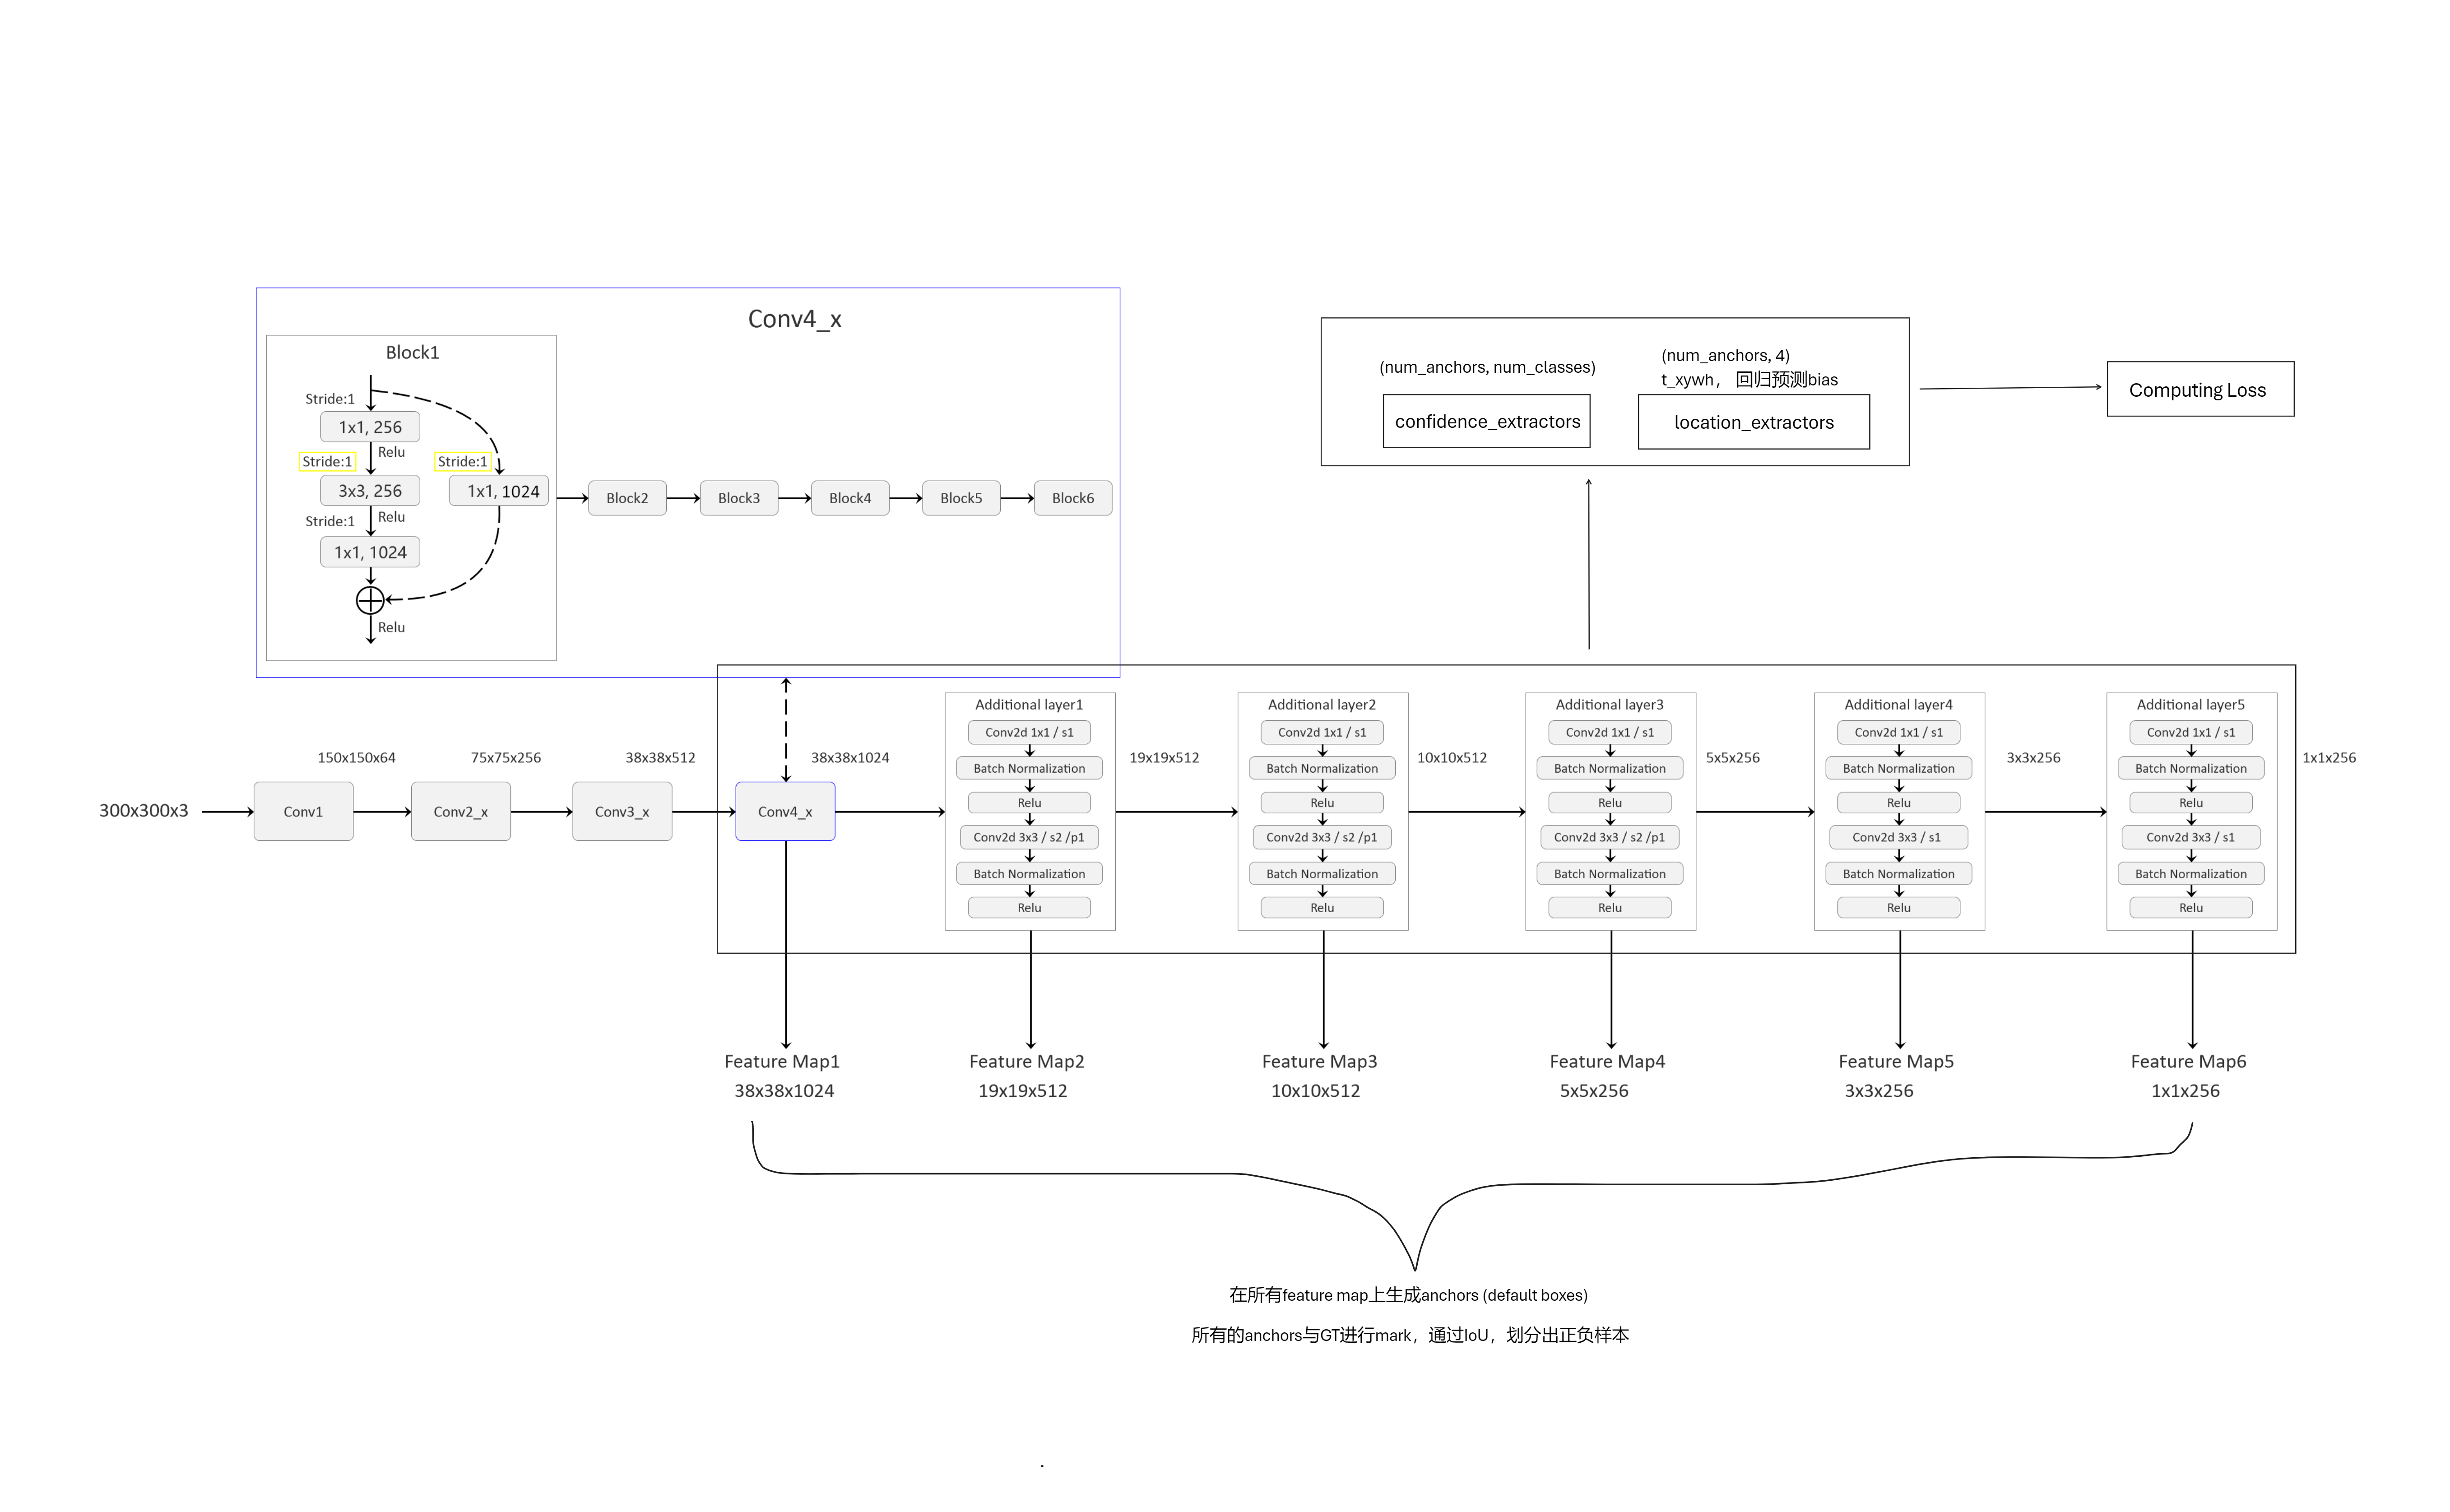 Conv4_x
Block1
Stride:1
1x1, 256
Relu
Stride:1
Stride:1
3x3, 256
1x1, 1024
Relu
Stride:1
1x1, 1024
Relu
Block2
Block3
Block4
Block5
Block6
(num_anchors, num_classes)
confidence_extractors
(num_anchors, 4)
t_xywh， 回归预测bias
location_extractors
Computing Loss
300x300x3
Conv1
150x150x64
Conv2_x
75x75x256
Conv3_x
38x38x512
Conv4_x
38x38x1024
Additional layer1
Conv2d 1x1 / s1
Batch Normalization
Relu
Conv2d 3x3 / s2 /p1
Batch Normalization
Relu
19x19x512
Additional layer2
Conv2d 1x1 / s1
Batch Normalization
Relu
Conv2d 3x3 / s2 /p1
Batch Normalization
Relu
10x10x512
Additional layer3
Conv2d 1x1 / s1
Batch Normalization
Relu
Conv2d 3x3 / s2 /p1
Batch Normalization
Relu
5x5x256
Additional layer4
Conv2d 1x1 / s1
Batch Normalization
Relu
Conv2d 3x3 / s1
Batch Normalization
Relu
3x3x256
Additional layer5
Conv2d 1x1 / s1
Batch Normalization
Relu
Conv2d 3x3 / s1
Batch Normalization
Relu
1x1x256
Feature Map1
38x38x1024
Feature Map2
19x19x512
Feature Map3
10x10x512
Feature Map4
5x5x256
Feature Map5
3x3x256
Feature Map6
1x1x256
在所有feature map上生成anchors (default boxes)
所有的anchors与GT进行mark，通过IoU，划分出正负样本